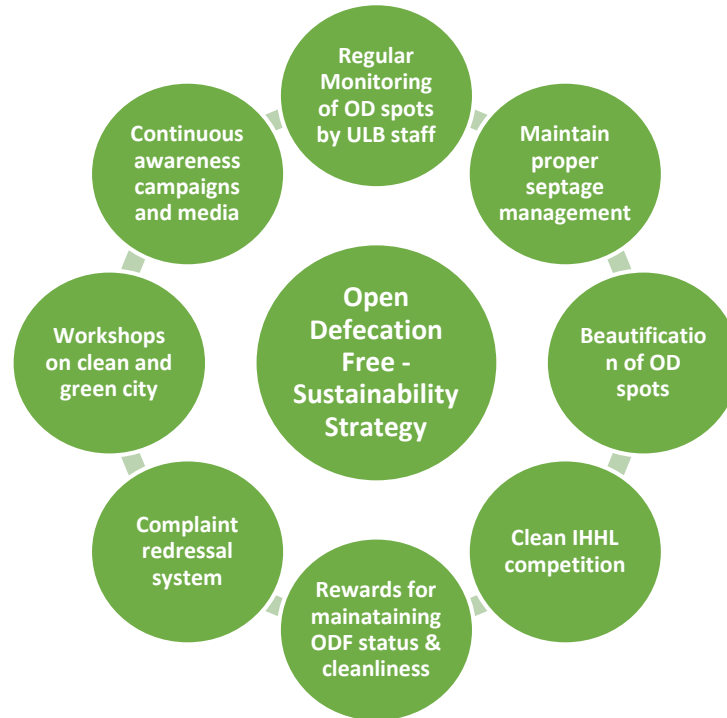 Regular
Monitoring
of OD spots
by ULB staff
Maintain
proper
septage
management
Beautificatio
n of OD
spots
Clean IHHL
competition
Rewards for
mainataining
ODF status &
cleanliness
Complaint
redressal
system
Workshops
on clean and
green city
Continuous
awareness
campaigns
and media
Open
Defecation
Free -
Sustainability
Strategy